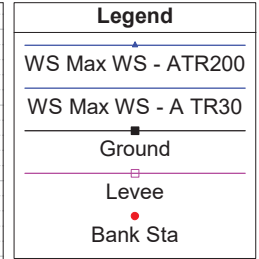 Legend
WS Max WS - ATR200
WS Max WS - A TR30
Ground
Levee
Bank Sta